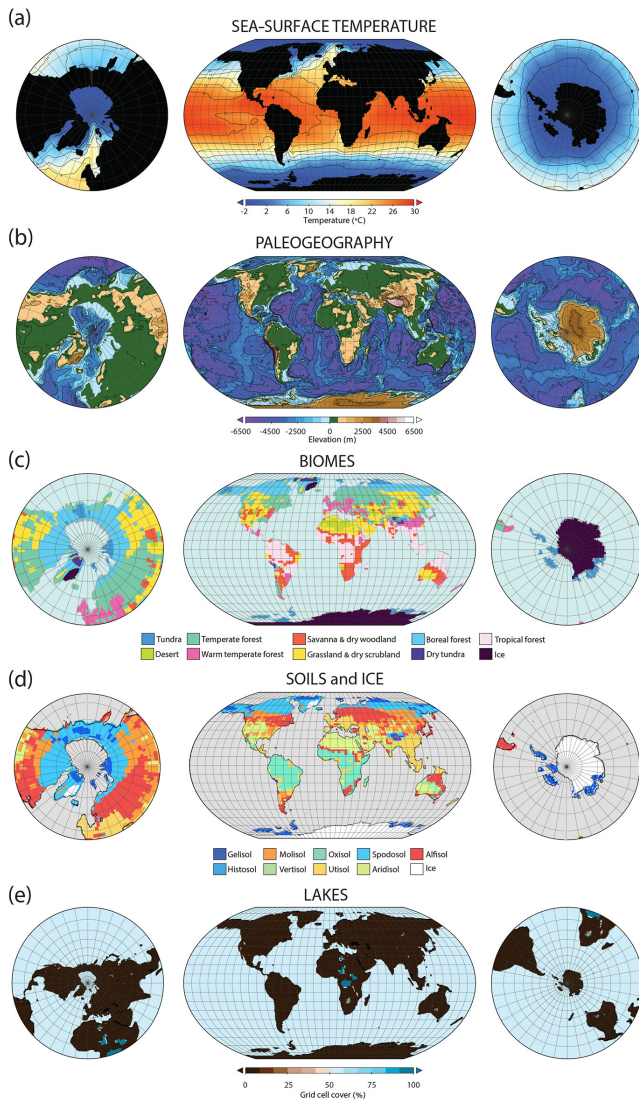 (a)
SEA-SURFACE TEMPERATURE
-2 2 6 10 14 18 22 26 30
Temperature (ºC)
(b)
PALEOGEOGRAPHY
-6500 -4500 -2500 0 2500 4500 6500
Elevation (m)
(c)
BIOMES
Tundra Temperate forest Savanna & dry woodland Boreal forest Tropical forest
Desert Warm temperate forest Grassland & dry scrubland Dry tundra Ice
(d)
SOILS and ICE
Gelisol Molisol Oxisol Spodosol Alfisol
Histosol Vertisol Utisol Aridisol Ice
(e)
LAKES
0 25 50 75 100
Grid cell cover (%)